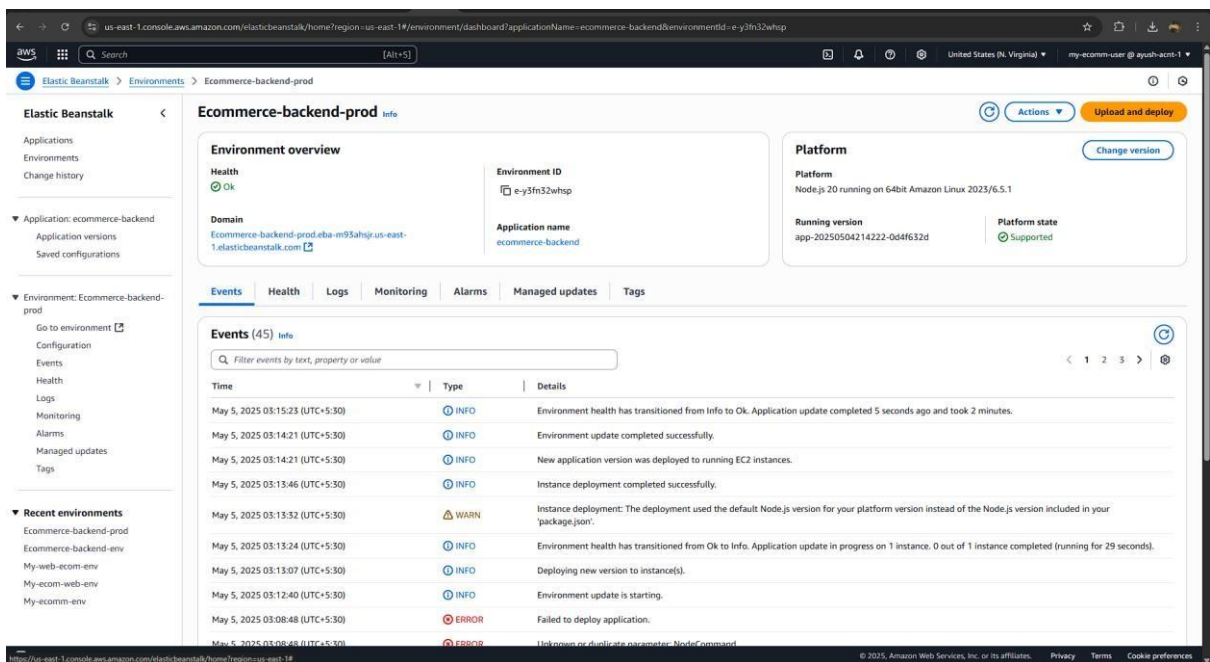 us-east-1.console.aws.amazon.com/elasticbeanstalk/home?region=us-east-1#/environment/dashboard?applicationName=ecommerce-backend&environmentId=e-y3fn32whsp
aws
Search
[Alt+S]
United States (N. Virginia)
my-ecomm-user @ ayush-acnt-1
Elastic Beanstalk > Environments > Ecommerce-backend-prod
Elastic Beanstalk
Applications
Environments
Change history
Application: ecommerce-backend
Application versions
Saved configurations
Environment: Ecommerce-backend-
prod
Go to environment
Configuration
Events
Health
Logs
Monitoring
Alarms
Managed updates
Tags
Recent environments
Ecommerce-backend-prod
Ecommerce-backend-env
My-web-ecom-env
My-ecom-web-env
My-ecomm-env
Ecommerce-backend-prod Info
Actions
Upload and deploy
Environment overview
Health
Ok
Domain
Ecommerce-backend-prod.eba-m93ahsjr.us-east-
1.elasticbeanstalk.com
Environment ID
e-y3fn32whsp
Application name
ecommerce-backend
Platform
Change version
Platform
Node.js 20 running on 64bit Amazon Linux 2023/6.5.1
Running version
app-20250504214222-0d4f632d
Platform state
Supported
Events Health Logs Monitoring Alarms Managed updates Tags
Events (45) Info
Filter events by text, property or value
< 1 2 3 >
Time Type Details
May 5, 2025 03:15:23 (UTC+5:30) INFO Environment health has transitioned from Info to Ok. Application update completed 5 seconds ago and took 2 minutes.
May 5, 2025 03:14:21 (UTC+5:30) INFO Environment update completed successfully.
May 5, 2025 03:14:21 (UTC+5:30) INFO New application version was deployed to running EC2 instances.
May 5, 2025 03:13:46 (UTC+5:30) INFO Instance deployment completed successfully.
May 5, 2025 03:13:32 (UTC+5:30) WARN Instance deployment: The deployment used the default Node.js version for your platform version instead of the Node.js version included in your
'package.json'.
May 5, 2025 03:13:24 (UTC+5:30) INFO Environment health has transitioned from Ok to Info. Application update in progress on 1 instance. 0 out of 1 instance completed (running for 29 seconds).
May 5, 2025 03:13:07 (UTC+5:30) INFO Deploying new version to instance(s).
May 5, 2025 03:12:40 (UTC+5:30) INFO Environment update is starting.
May 5, 2025 03:08:48 (UTC+5:30) ERROR Failed to deploy application.
May 5, 2025 03:08:48 (UTC+5:30) ERROR Unknown or duplicate parameter: NodeCommand
https://us-east-1.console.aws.amazon.com/elasticbeanstalk/home?region=us-east-1#
© 2025, Amazon Web Services, Inc. or its affiliates. Privacy Terms Cookie preferences